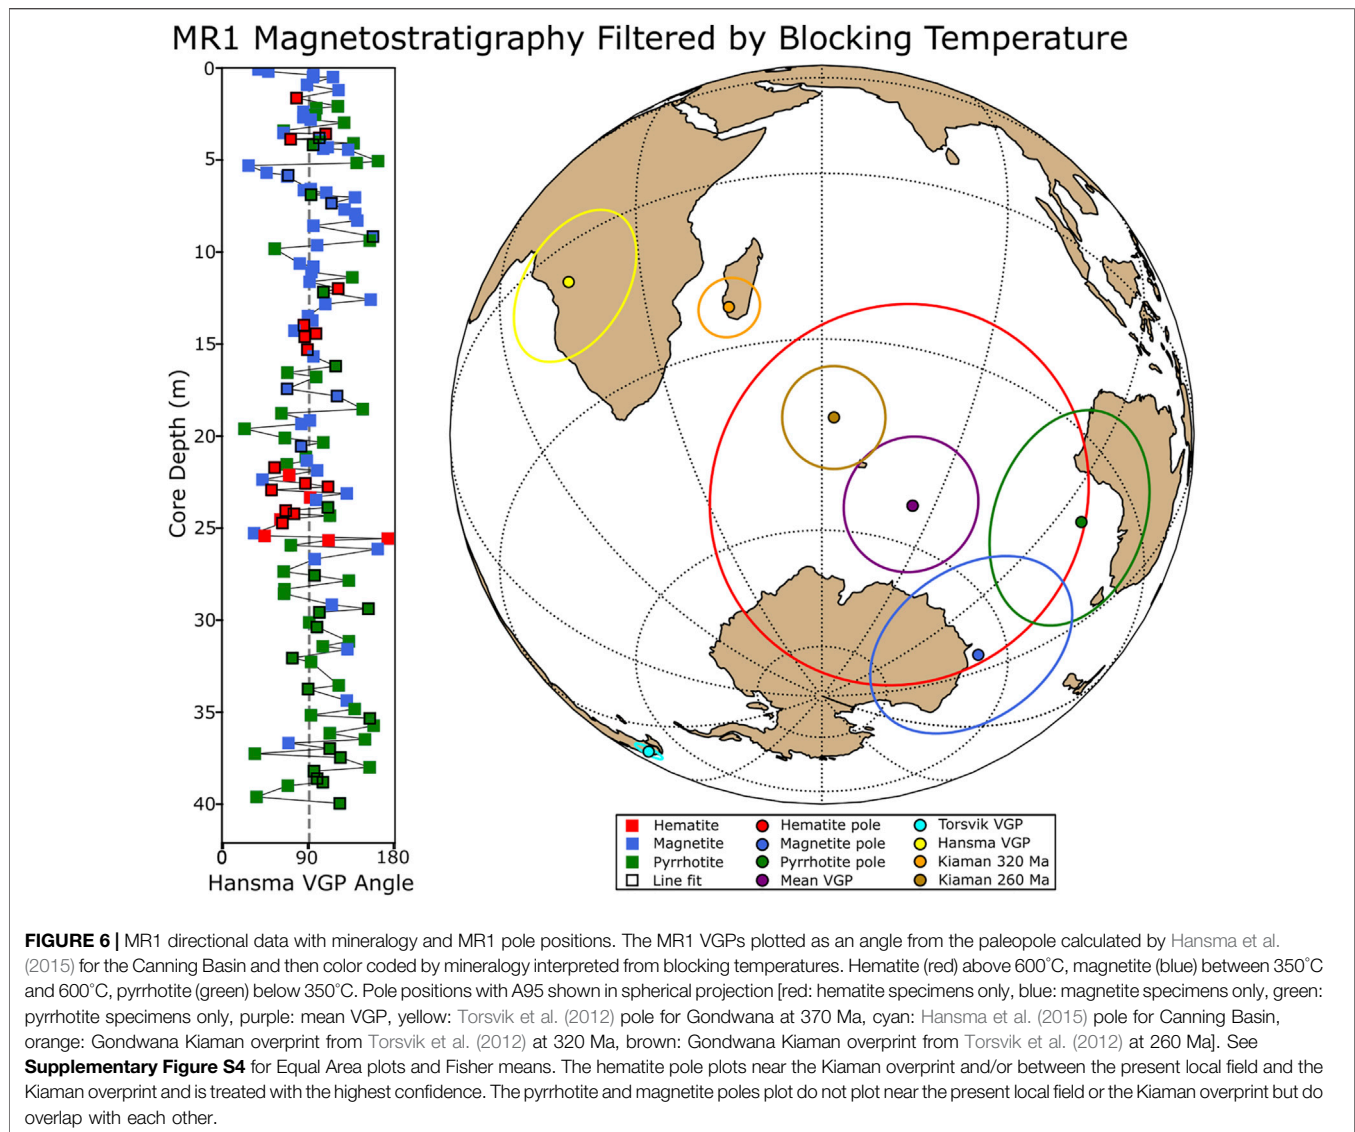 MR1 Magnetostratigraphy Filtered by Blocking Temperature
0
5
10
15
20
25
30
35
40
Core Depth (m)
0 90 180
Hansma VGP Angle
Hematite Hematite pole Torsvik VGP
Magnetite Magnetite pole Hansma VGP
Pyrrhotite Pyrrhotite pole Kiaman 320 Ma
Line fit Mean VGP Kiaman 260 Ma
FIGURE 6 | MR1 directional data with mineralogy and MR1 pole positions. The MR1 VGPs plotted as an angle from the paleopole calculated by Hansma et al.
(2015) for the Canning Basin and then color coded by mineralogy interpreted from blocking temperatures. Hematite (red) above 600°C, magnetite (blue) between 350°C
and 600°C, pyrrhotite (green) below 350°C. Pole positions with A95 shown in spherical projection [red: hematite specimens only, blue: magnetite specimens only, green:
pyrrhotite specimens only, purple: mean VGP, yellow: Torsvik et al. (2012) pole for Gondwana at 370 Ma, cyan: Hansma et al. (2015) pole for Canning Basin,
orange: Gondwana Kiaman overprint from Torsvik et al. (2012) at 320 Ma, brown: Gondwana Kiaman overprint from Torsvik et al. (2012) at 260 Ma]. See
Supplementary Figure S4 for Equal Area plots and Fisher means. The hematite pole plots near the Kiaman overprint and/or between the present local field and the
Kiaman overprint and is treated with the highest confidence. The pyrrhotite and magnetite poles plot do not plot near the present local field or the Kiaman overprint but do
overlap with each other.